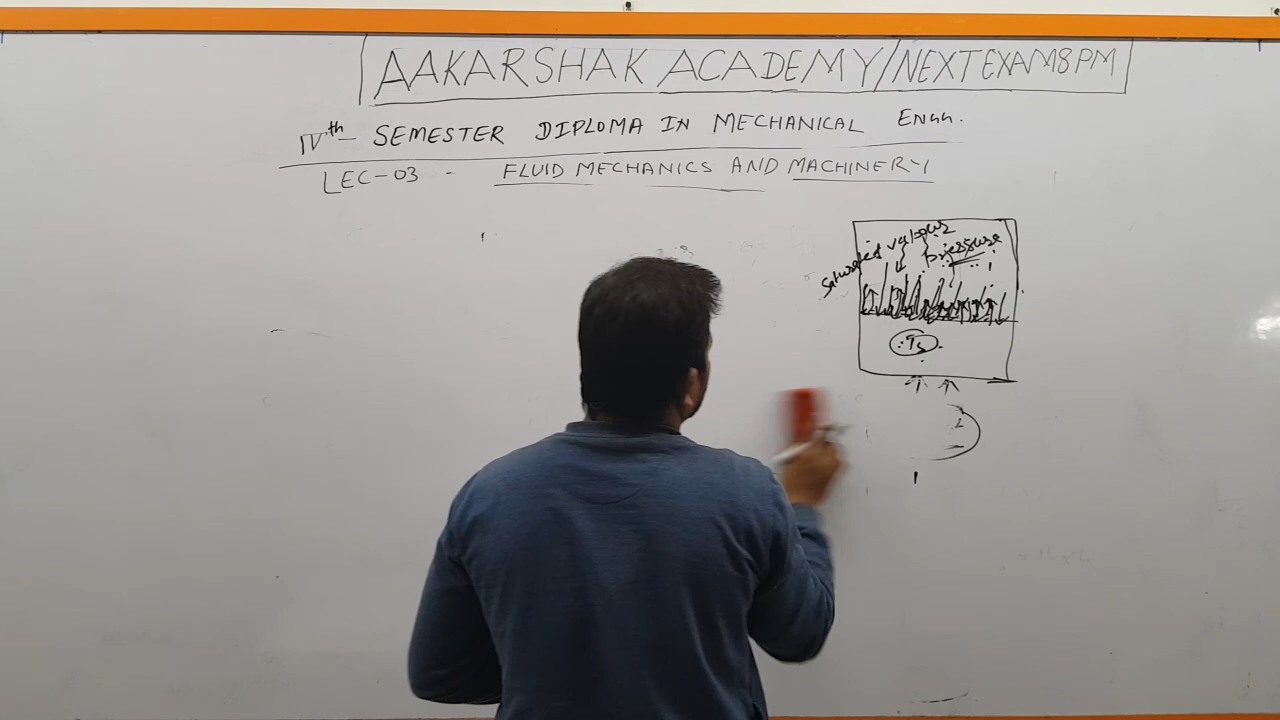 AAKARSHAK ACADEMY/NEXT EXAM 8 PM
IVth SEMESTER DIPLOMA IN MECHANICAL ENGG.
LEC-03 - FLUID MECHANICS AND MACHINERY
saturated vapour
pressure
Ts